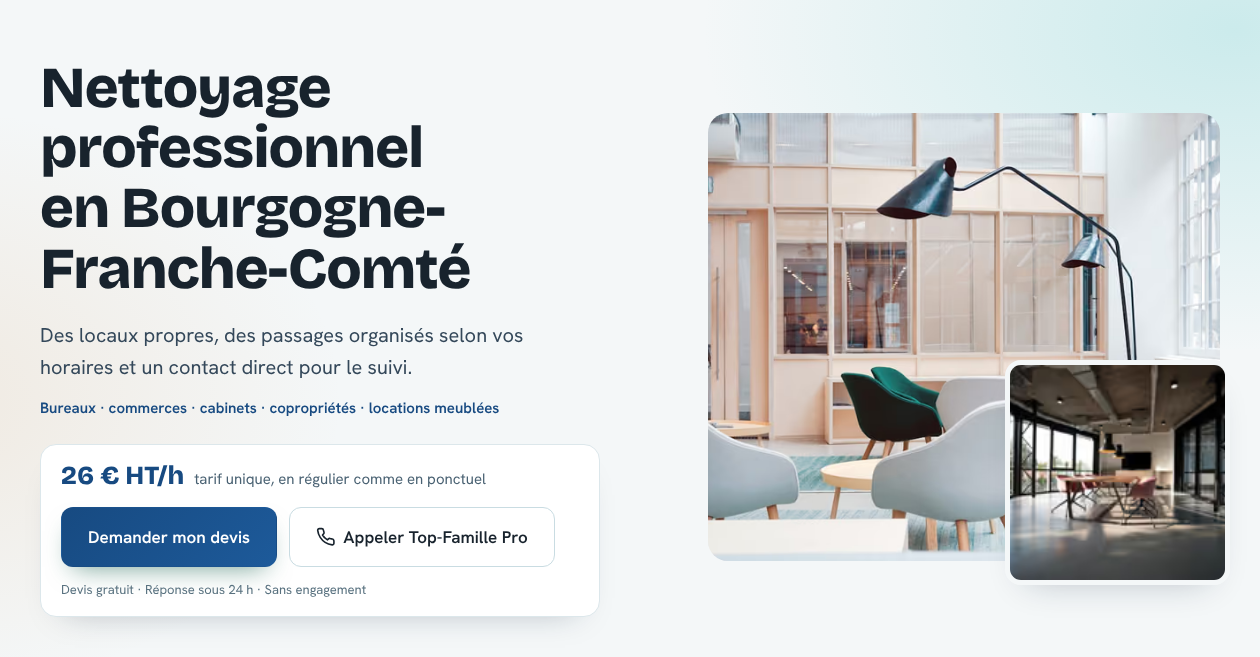 Nettoyage
professionnel
en Bourgogne-
Franche-Comté
Des locaux propres, des passages organisés selon vos
horaires et un contact direct pour le suivi.
Bureaux · commerces · cabinets · copropriétés · locations meublées
26 € HT/h tarif unique, en régulier comme en ponctuel
Demander mon devis
Appeler Top-Famille Pro
Devis gratuit · Réponse sous 24 h · Sans engagement